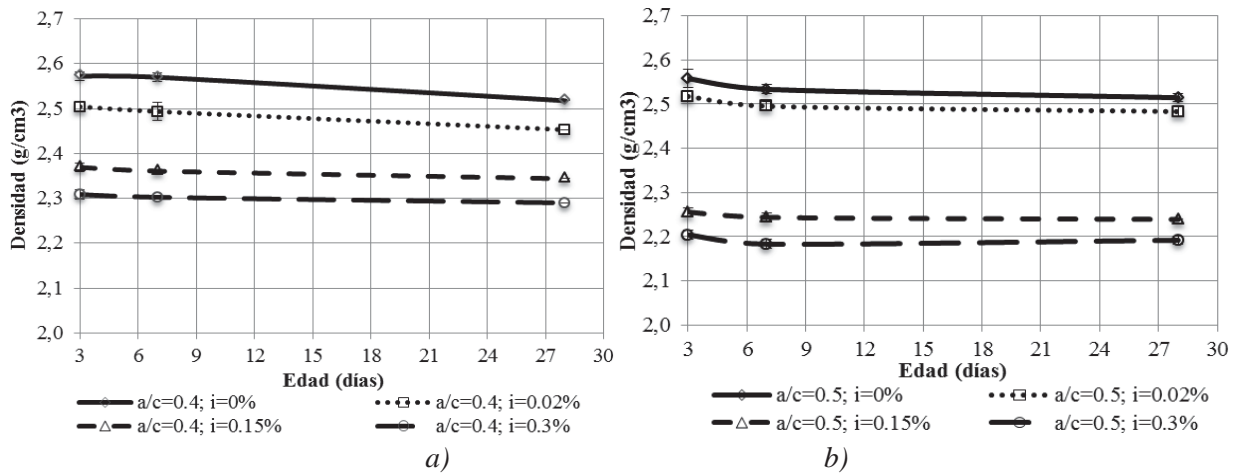 2,7
2,6
2,5
2,4
2,3
2,2
2,1
2,0
Densidad (g/cm3)
3 6 9 12 15 18 21 24 27 30
Edad (días)
a/c=0.4; i=0% a/c=0.4; i=0.02%
a/c=0.4; i=0.15% a/c=0.4; i=0.3%
a)
2,7
2,6
2,5
2,4
2,3
2,2
2,1
2,0
Densidad (g/cm3)
3 6 9 12 15 18 21 24 27 30
Edad (días)
a/c=0.5; i=0% a/c=0.5; i=0.02%
a/c=0.5; i=0.15% a/c=0.5; i=0.3%
b)